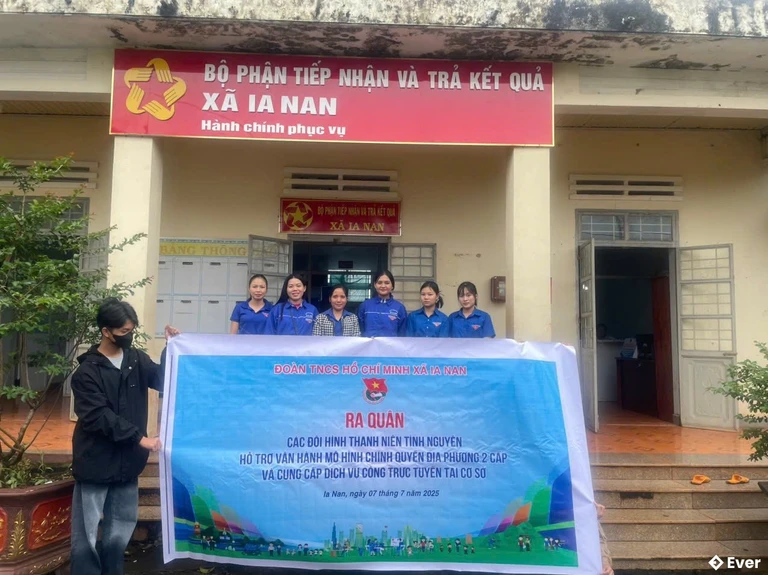 BỘ PHẬN TIẾP NHẬN VÀ TRẢ KẾT QUẢ
XÃ IA NAN
Hành chính phục vụ
BỘ PHẬN TIẾP NHẬN VÀ TRẢ KẾT QUẢ
XÃ IA NAN
BẢNG THÔNG
ĐOÀN TNCS HỒ CHÍ MINH XÃ IA NAN
RA QUÂN
CÁC ĐỘI HÌNH THANH NIÊN TÌNH NGUYỆN
HỖ TRỢ VẬN HÀNH MÔ HÌNH CHÍNH QUYỀN ĐỊA PHƯƠNG 2 CẤP
VÀ CUNG CẤP DỊCH VỤ CÔNG TRỰC TUYẾN TẠI CƠ SỞ
Ia Nan, ngày 07 tháng 7 năm 2025
Ever